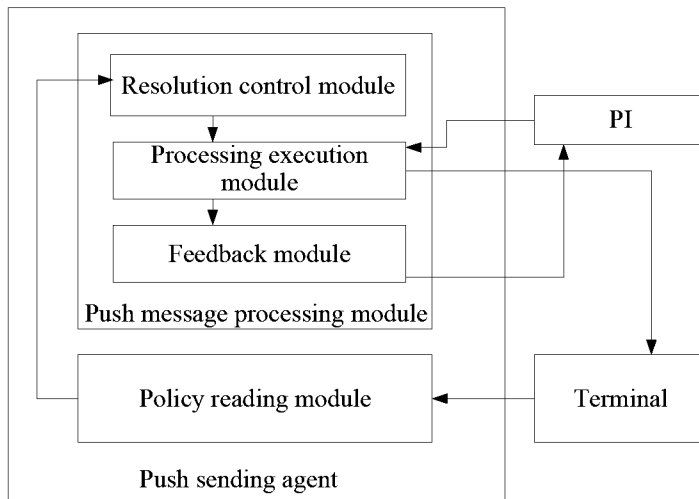 Resolution control module
PI
Processing execution
module
Feedback module
Push message processing module
Policy reading module
Terminal
Push sending agent